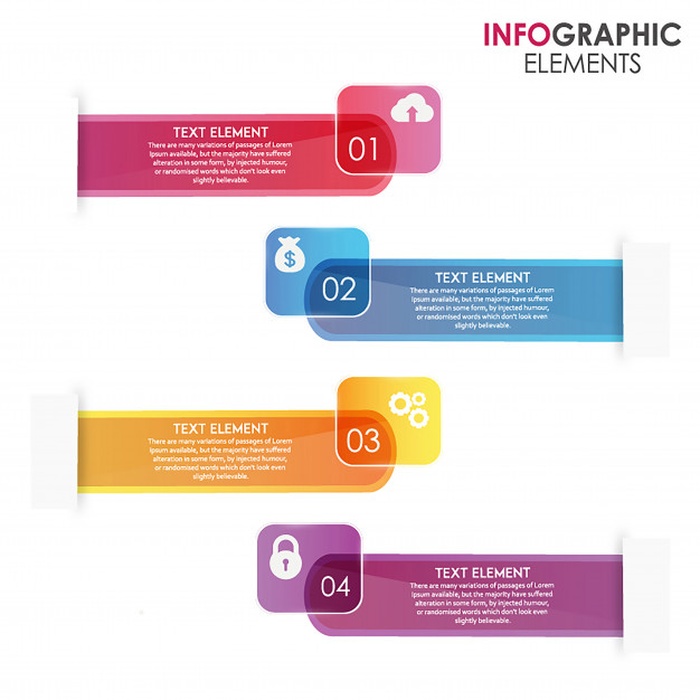 INFOGRAPHIC
ELEMENTS
TEXT ELEMENT
There are many variations of passages of Lorem
Ipsum available, but the majority have suffered
alteration in some form, by injected humour,
or randomised words which don't look even
slightly believable.
01
02
TEXT ELEMENT
There are many variations of passages of Lorem
Ipsum available, but the majority have suffered
alteration in some form, by injected humour,
or randomised words which don't look even
slightly believable.
TEXT ELEMENT
There are many variations of passages of Lorem
Ipsum available, but the majority have suffered
alteration in some form, by injected humour,
or randomised words which don't look even
slightly believable.
03
04
TEXT ELEMENT
There are many variations of passages of Lorem
Ipsum available, but the majority have suffered
alteration in some form, by injected humour,
or randomised words which don't look even
slightly believable.